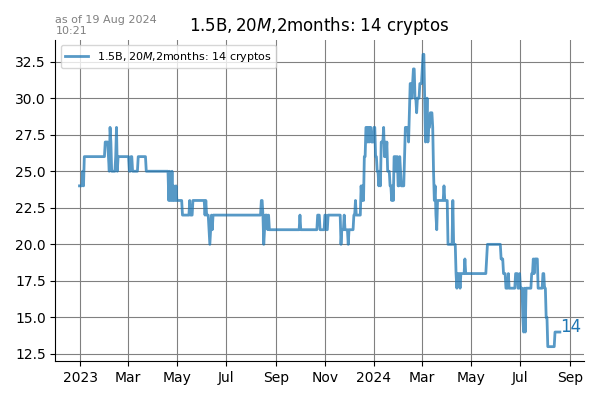 as of 19 Aug 2024
10:21
1.5B, 20M,2months: 14 cryptos
1.5B, 20M,2months: 14 cryptos
32.5
30.0
27.5
25.0
22.5
20.0
17.5
15.0
12.5
14
2023 Mar May Jul Sep Nov 2024 Mar May Jul Sep